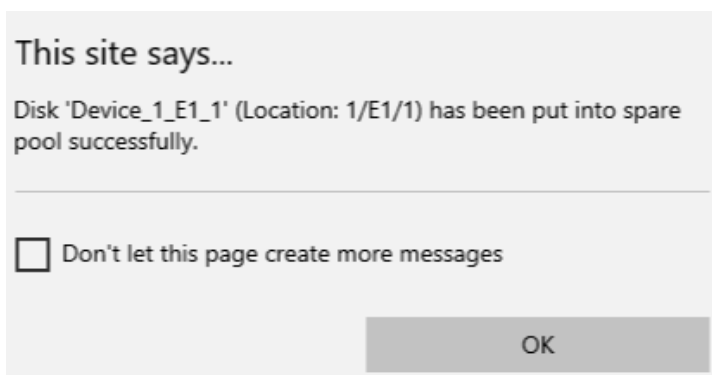 This site says...
Disk 'Device_1_E1_1' (Location: 1/E1/1) has been put into spare
pool successfully.
Don't let this page create more messages
OK